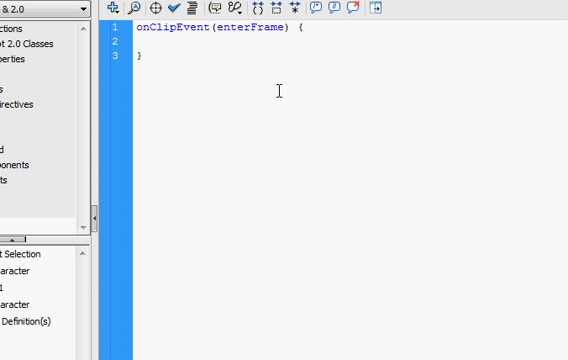 & 2.0
ctions
ot 2.0 Classes
perties
s
irectives
d
onents
ts
t Selection
aracter
1
aracter
Definition(s)
1 onClipEvent(enterFrame) {
2
3 }